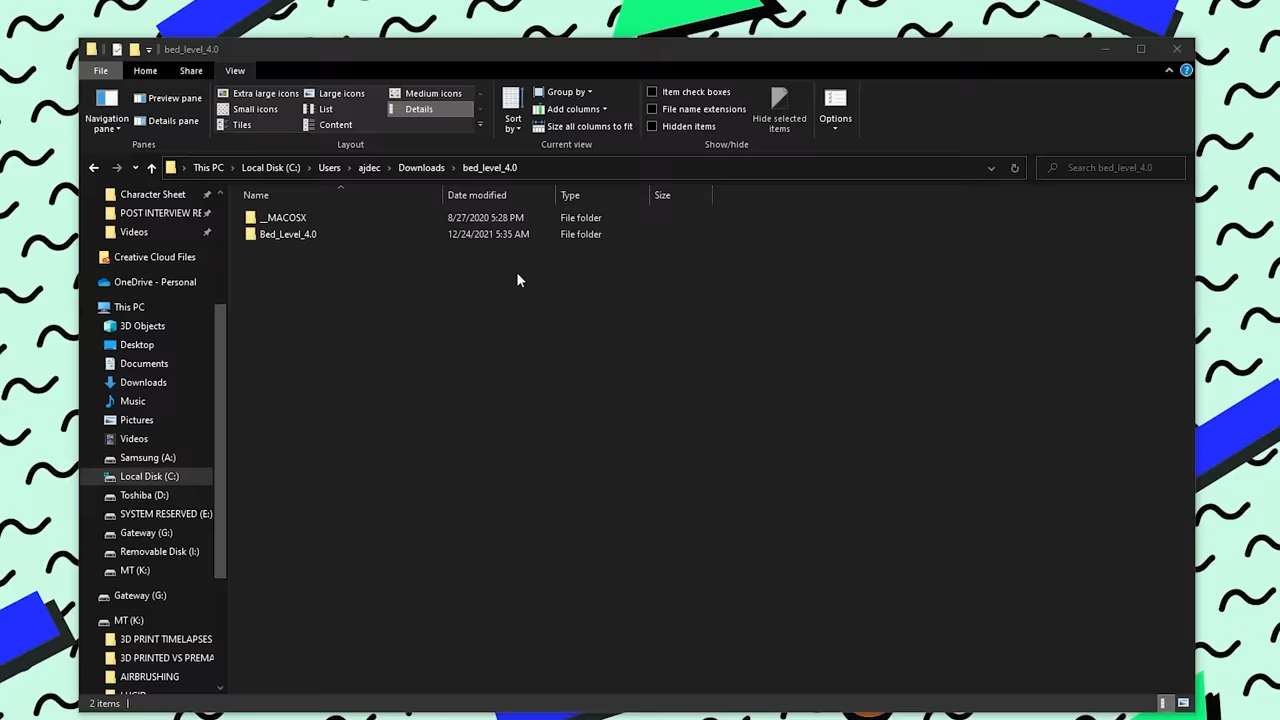 bed_level_4.0
File Home Share View
Navigation pane
Preview pane
Details pane
Panes
Extra large icons Large icons Medium icons
Small icons List Details
Tiles Content
Layout
Sort by
Group by
Add columns
Size all columns to fit
Current view
Item check boxes
File name extensions
Hidden items
Hide selected items
Show/hide
Options
This PC > Local Disk (C:) > Users > ajdec > Downloads > bed_level_4.0
Search bed_level_4.0
Name Date modified Type Size
__MACOSX 8/27/2020 5:28 PM File folder
Bed_Level_4.0 12/24/2021 5:35 AM File folder
Character Sheet
POST INTERVIEW RE
Videos
Creative Cloud Files
OneDrive - Personal
This PC
3D Objects
Desktop
Documents
Downloads
Music
Pictures
Videos
Samsung (A:)
Local Disk (C:)
Toshiba (D:)
SYSTEM RESERVED (E:)
Gateway (G:)
Removable Disk (I:)
MT (K:)
Gateway (G:)
MT (K:)
3D PRINT TIMELAPSES
3D PRINTED VS PREMA
AIRBRUSHING
2 items